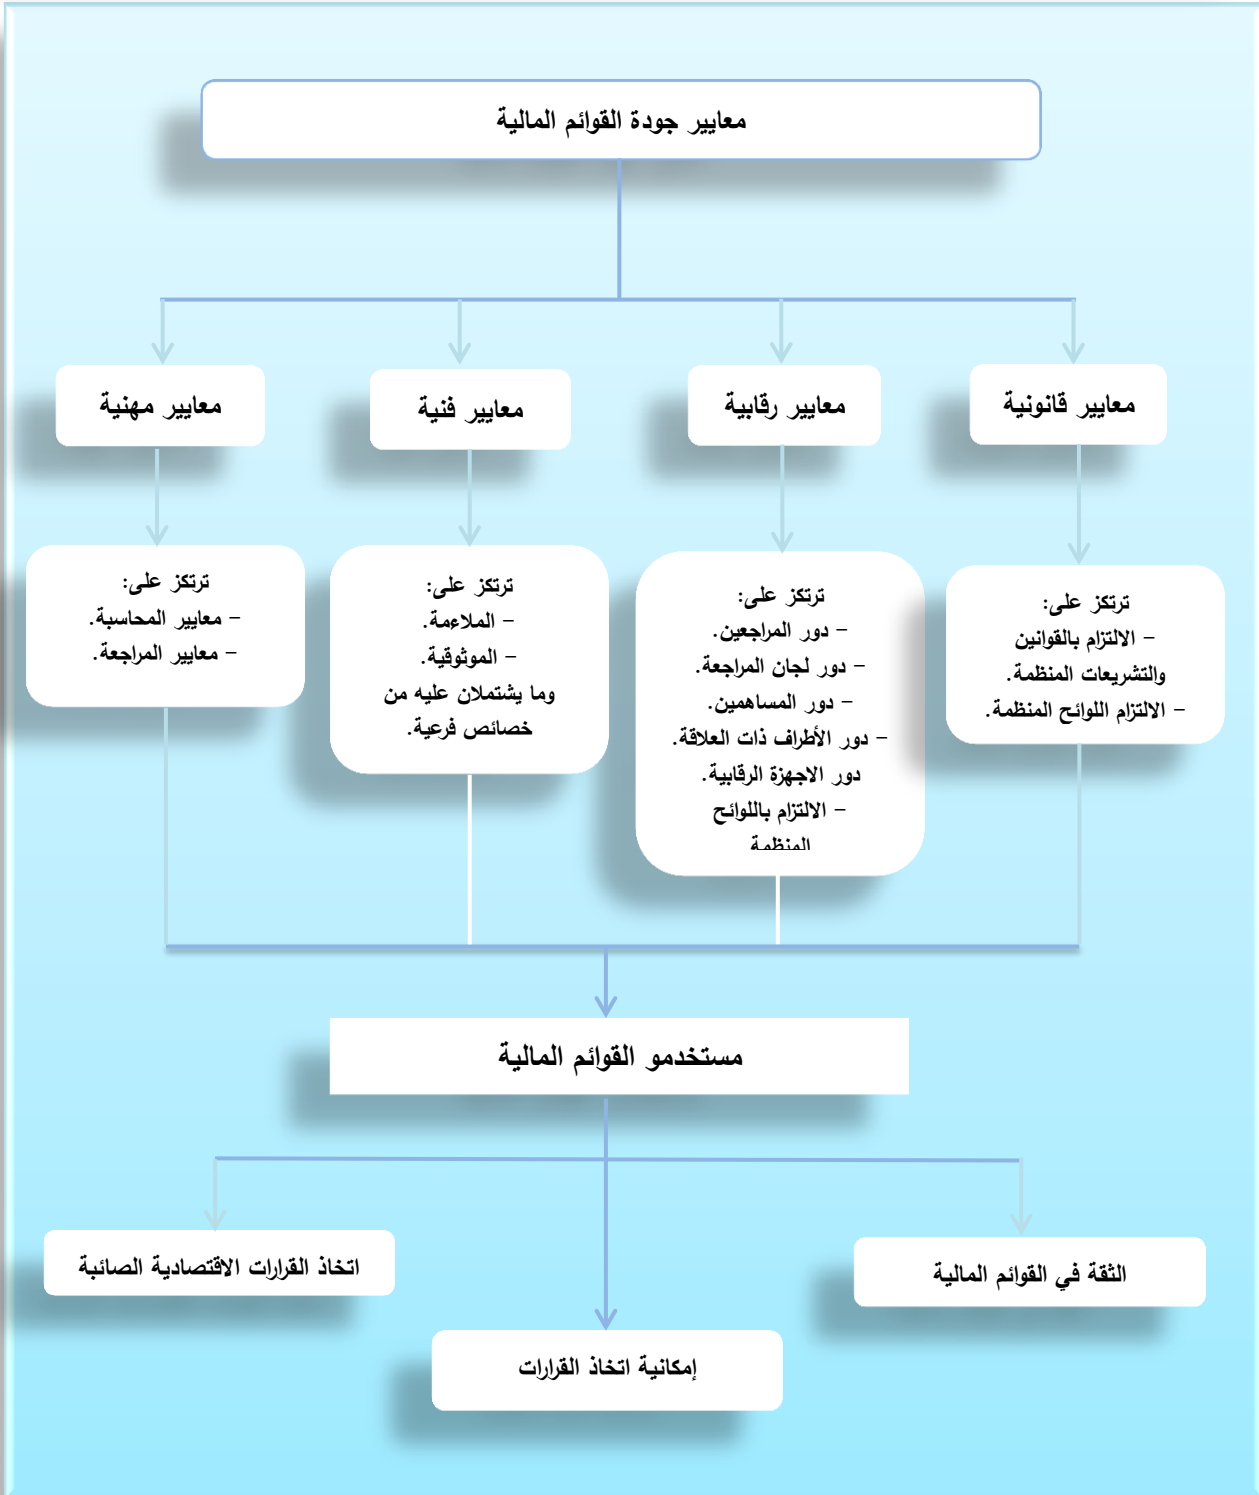 معايير جودة القوائم المالية
معايير قانونية
معايير رقابية
معايير فنية
معايير مهنية
ترتكز على:
– الالتزام بالقوانين
والتشريعات المنظمة.
– الالتزام اللوائح المنظمة.
ترتكز على:
– دور المراجعين.
– دور لجان المراجعة.
– دور المساهمين.
– دور الأطراف ذات العلاقة.
دور الاجهزة الرقابية.
– الالتزام باللوائح
المنظمة
ترتكز على:
– الملاءمة.
– الموثوقية.
وما يشتملان عليه من
خصائص فرعية.
ترتكز على:
– معايير المحاسبة.
– معايير المراجعة.
مستخدمو القوائم المالية
الثقة في القوائم المالية
إمكانية اتخاذ القرارات
اتخاذ القرارات الاقتصادية الصائبة